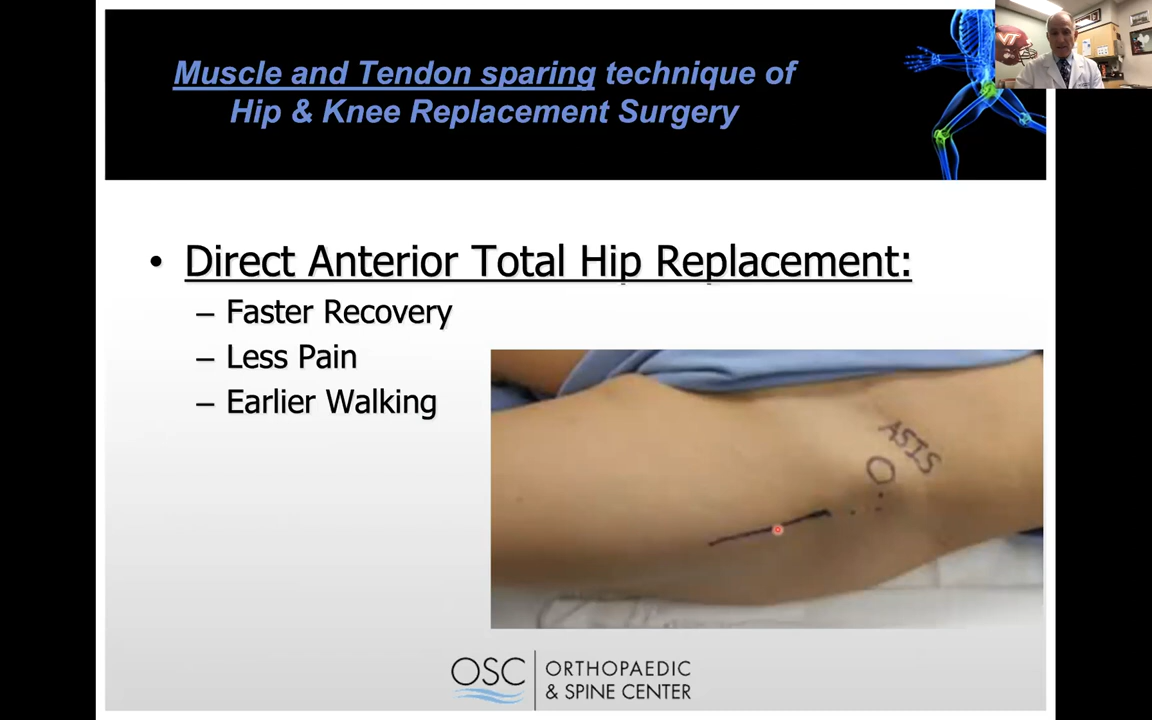 Muscle and Tendon sparing technique of
Hip & Knee Replacement Surgery
VT
• Direct Anterior Total Hip Replacement:
– Faster Recovery
– Less Pain
– Earlier Walking
ASIS
OSC
ORTHOPAEDIC
& SPINE CENTER